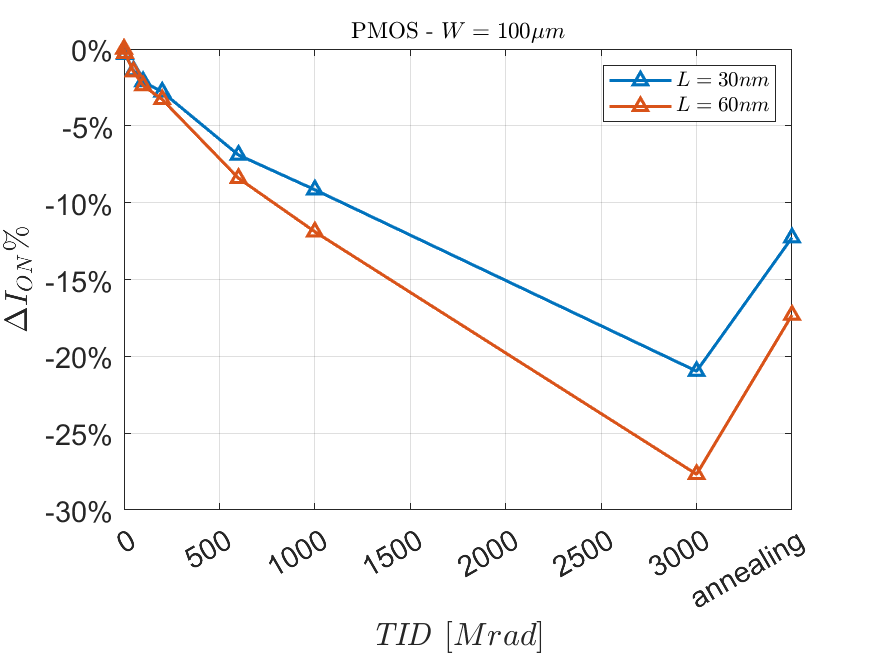 PMOS - W = 100μm
L = 30nm
L = 60nm
0%
-5%
-10%
-15%
-20%
-25%
-30%
ΔI_ON%
0
500
1000
1500
2000
2500
3000
annealing
TID [Mrad]